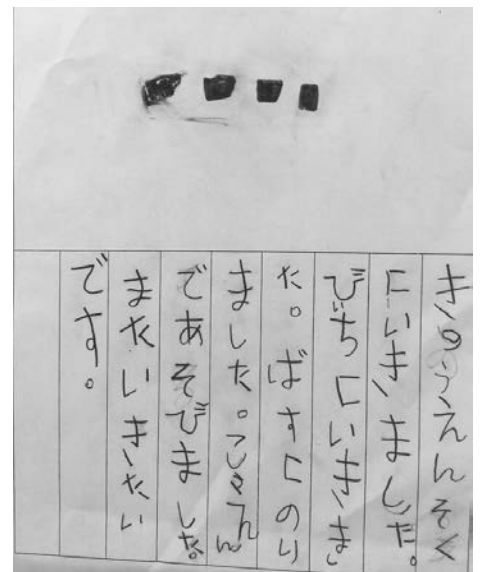 きのうえんそく
にいきました。
びちにいきま
た。ばすにのり
ました。こうえん
であそびました。
またいきたい
です。